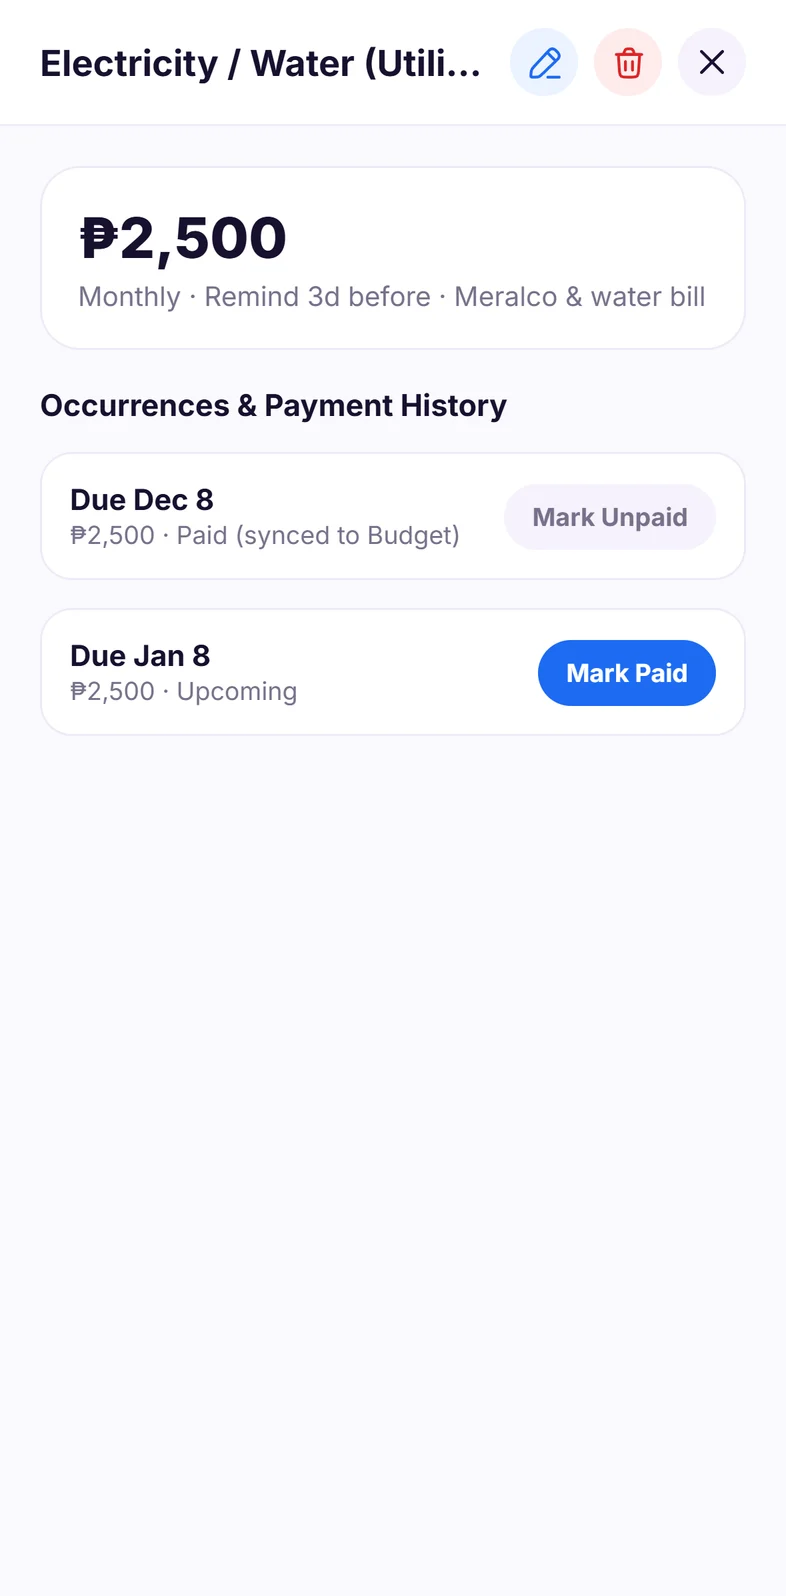 Electricity / Water (Utili...
₱2,500
Monthly · Remind 3d before · Meralco & water bill
Occurrences & Payment History
Due Dec 8
₱2,500 · Paid (synced to Budget)
Mark Unpaid
Due Jan 8
₱2,500 · Upcoming
Mark Paid